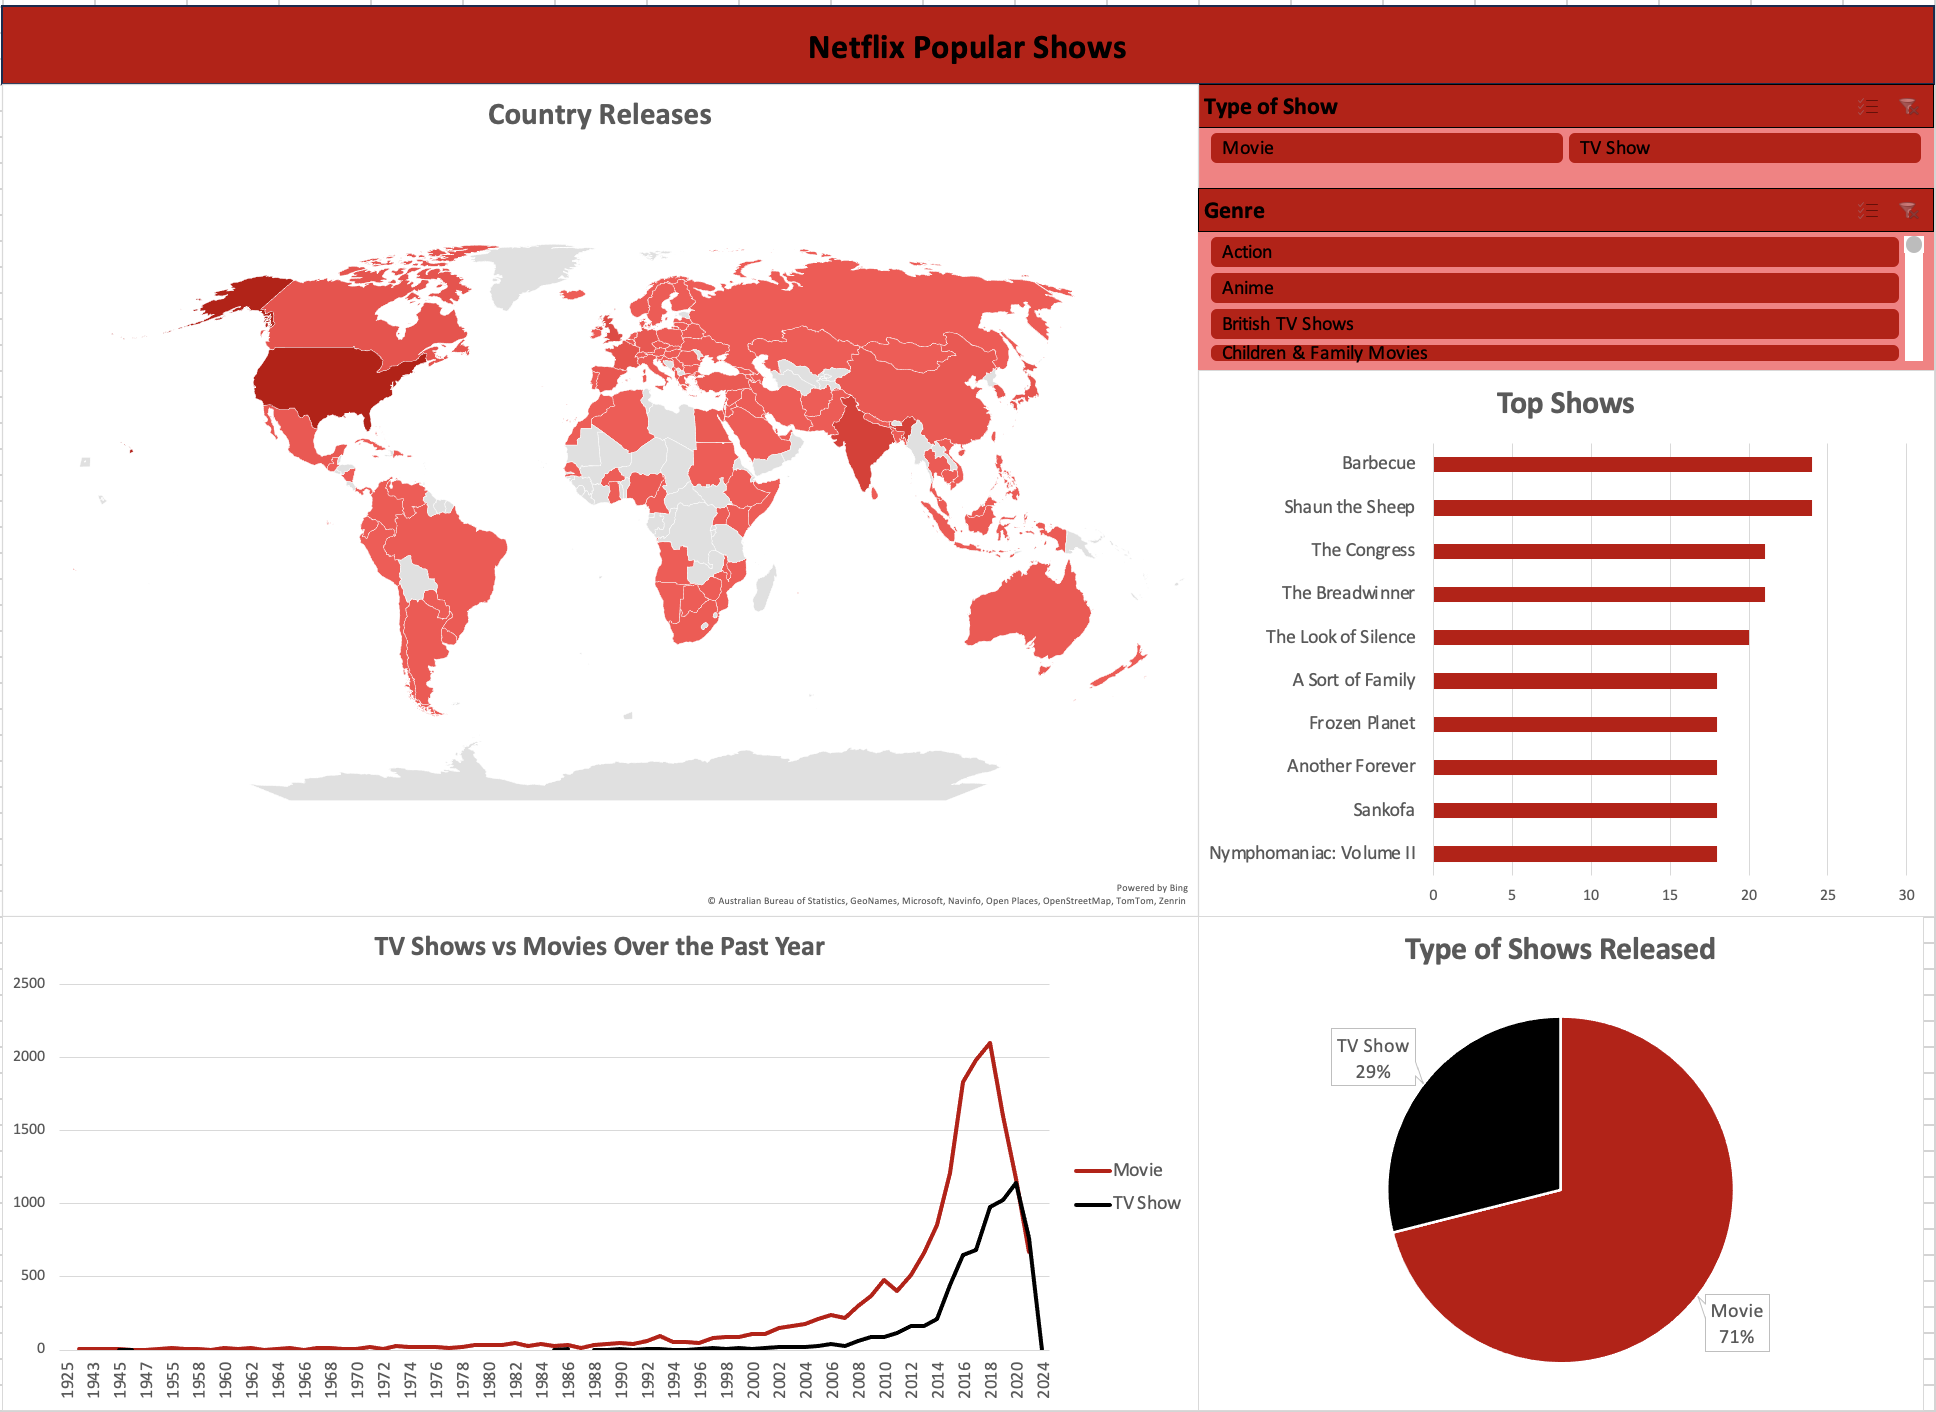 Netflix Popular Shows
Country Releases
Powered by Bing
© Australian Bureau of Statistics, GeoNames, Microsoft, Navinfo, Open Places, OpenStreetMap, TomTom, Zenrin
Type of Show
Movie
TV Show
Genre
Action
Anime
British TV Shows
Children & Family Movies
Top Shows
Barbecue
Shaun the Sheep
The Congress
The Breadwinner
The Look of Silence
A Sort of Family
Frozen Planet
Another Forever
Sankofa
Nymphomaniac: Volume II
0 5 10 15 20 25 30
TV Shows vs Movies Over the Past Year
2500
2000
1500
1000
500
0
1925 1943 1945 1947 1955 1958 1960 1962 1964 1966 1968 1970 1972 1974 1976 1978 1980 1982 1984 1986 1988 1990 1992 1994 1996 1998 2000 2002 2004 2006 2008 2010 2012 2014 2016 2018 2020 2024
Movie
TV Show
Type of Shows Released
TV Show
29%
Movie
71%